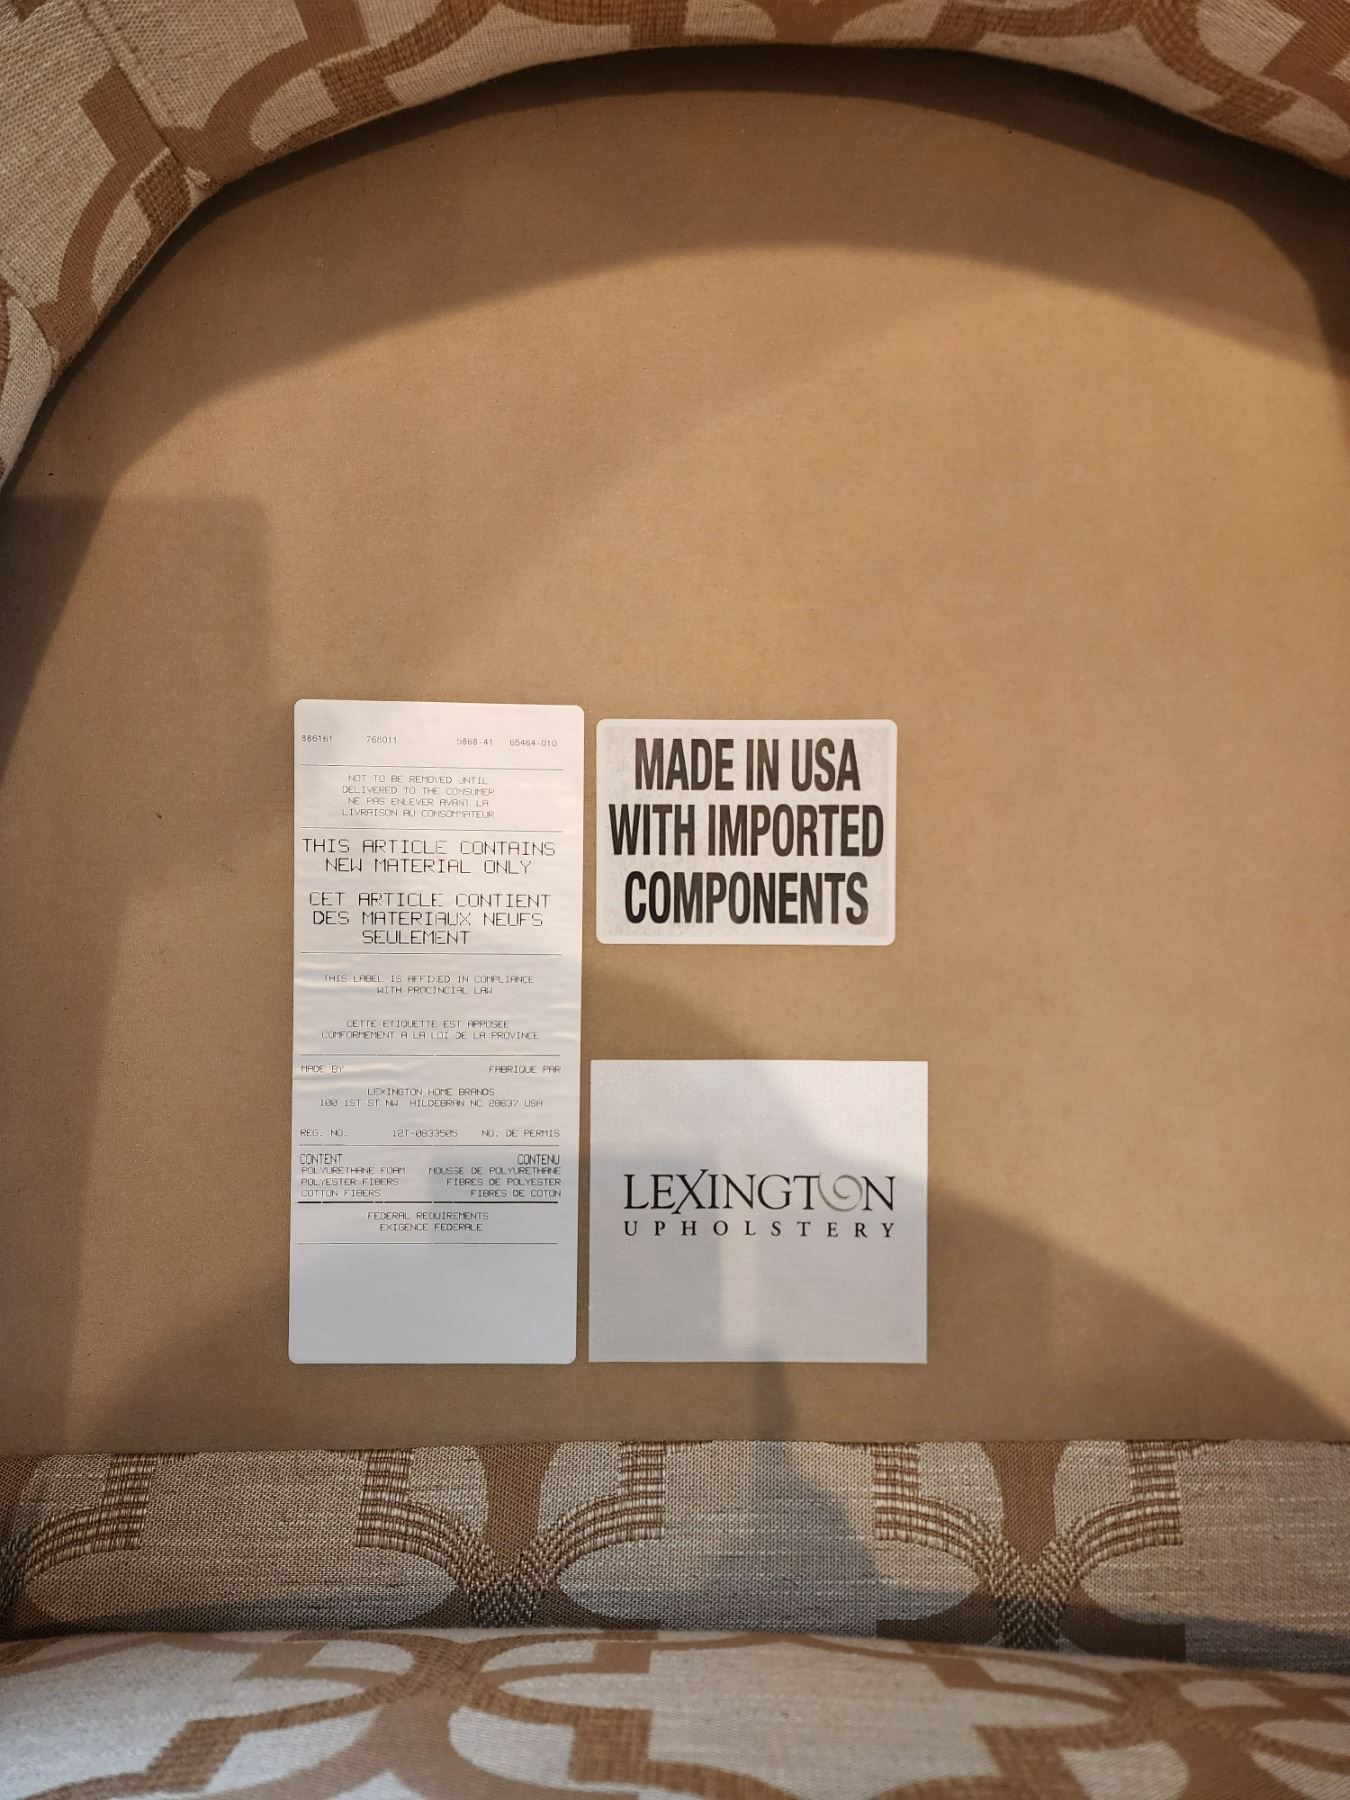 886161 768011 5868-41 65464-010
NOT TO BE REMOVED UNTIL
DELIVERED TO THE CONSUMER
NE PAS ENLEVER AVANT LA
LIVRAISON AU CONSOMMATEUR
THIS ARTICLE CONTAINS
NEW MATERIAL ONLY
CET ARTICLE CONTIENT
DES MATERIAUX NEUFS
SEULEMENT
THIS LABEL IS AFFIXED IN COMPLIANCE
WITH PROCINCIAL LAW
CETTE ETIQUETTE EST APPOSEE
COMFORMEMENT A LA LOI DE LA PROVINCE
MADE BY FABRIQUE PAR
LEXINGTON HOME BRANDS
100 1ST ST NW HILDEBRAN NC 28637 USA
REG. NO. 12T-0833505 NO. DE PERMIS
CONTENT CONTENU
POLYURETHANE FOAM MOUSSE DE POLYURETHANE
POLYESTER FIBERS FIBRES DE POLYESTER
COTTON FIBERS FIBRES DE COTON
FEDERAL REQUIREMENTS
EXIGENCE FEDERALE
MADE IN USA
WITH IMPORTED
COMPONENTS
LEXINGTON
UPHOLSTERY